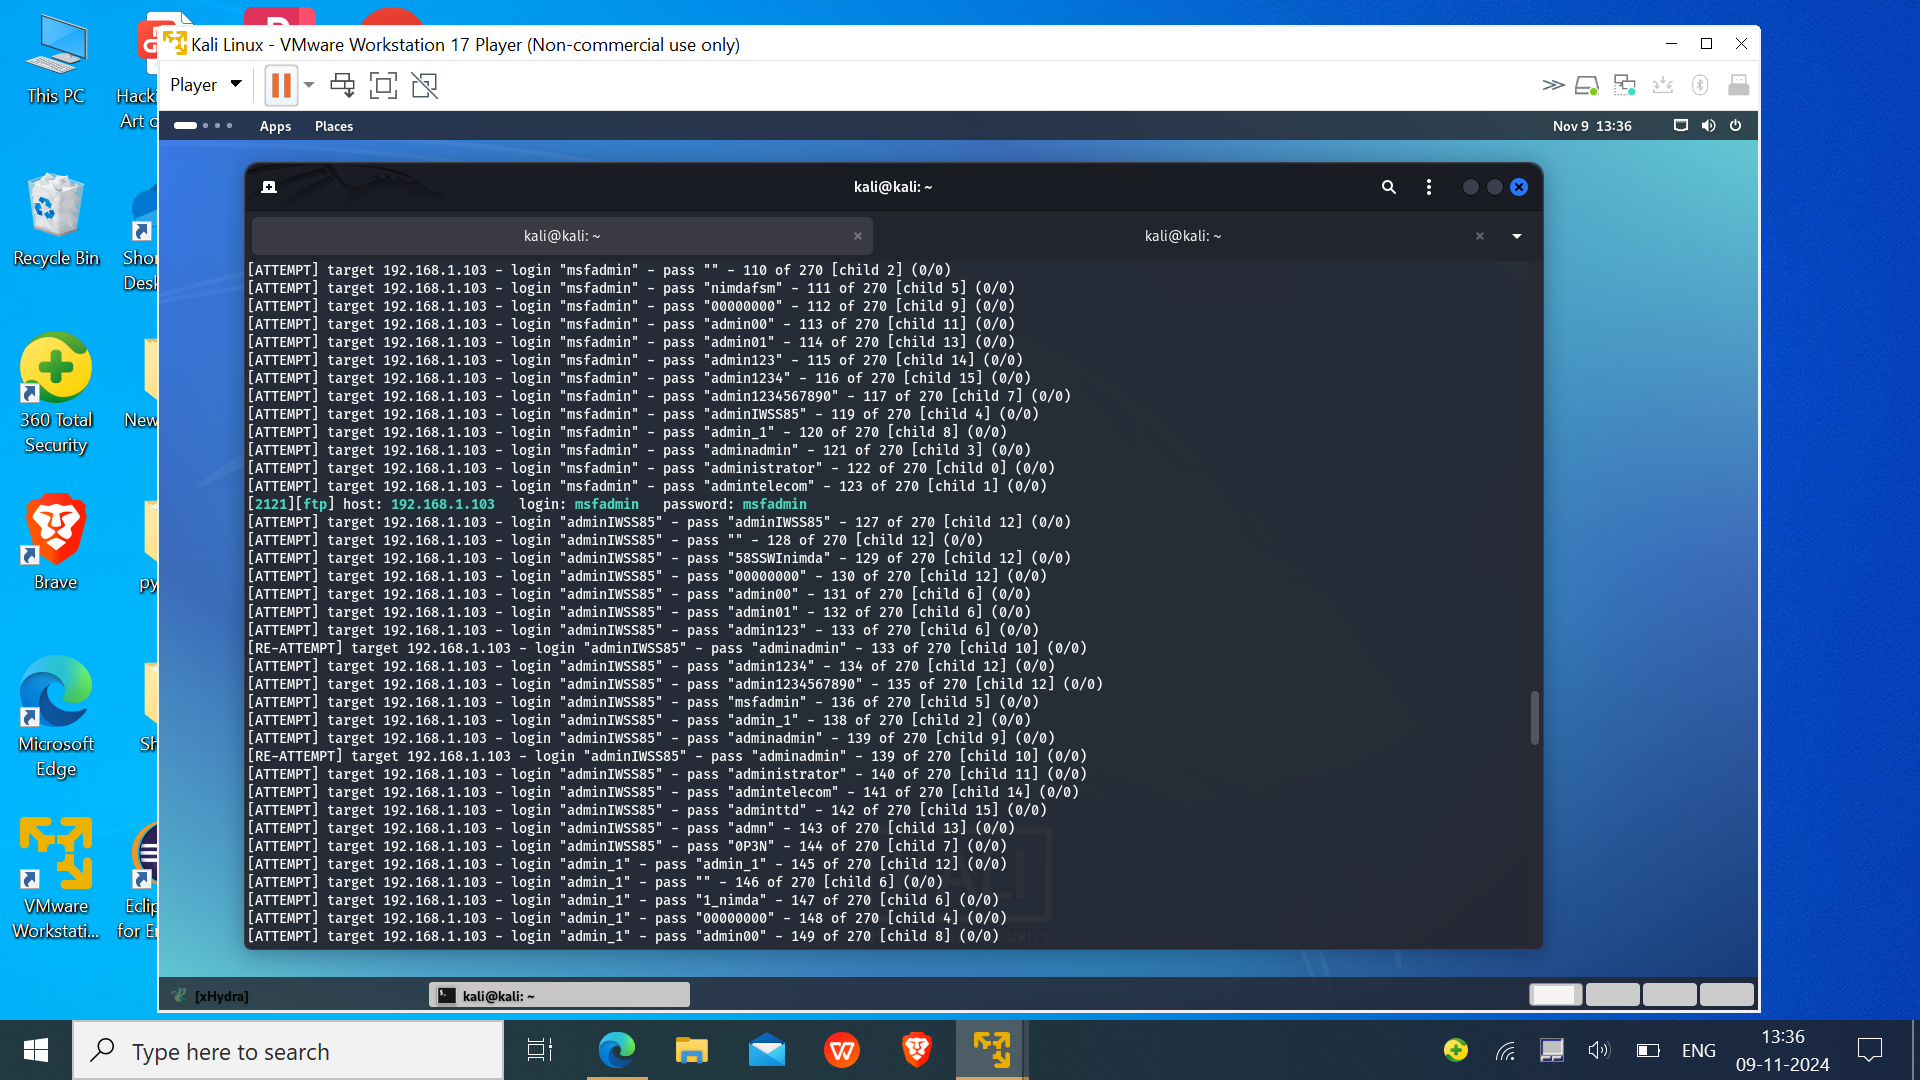 This PC
Hacki
Art o
Recycle Bin
Shor
Desk
360 Total
Security
New
Brave
py
Microsoft
Edge
Sh
VMware
Workstati...
Eclip
for En
Kali Linux - VMware Workstation 17 Player (Non-commercial use only)
Player
Apps Places
Nov 9 13:36
kali@kali: ~
kali@kali: ~
kali@kali: ~
[ATTEMPT] target 192.168.1.103 - login "msfadmin" - pass "" - 110 of 270 [child 2] (0/0)
[ATTEMPT] target 192.168.1.103 - login "msfadmin" - pass "nimdafsm" - 111 of 270 [child 5] (0/0)
[ATTEMPT] target 192.168.1.103 - login "msfadmin" - pass "00000000" - 112 of 270 [child 9] (0/0)
[ATTEMPT] target 192.168.1.103 - login "msfadmin" - pass "admin00" - 113 of 270 [child 11] (0/0)
[ATTEMPT] target 192.168.1.103 - login "msfadmin" - pass "admin01" - 114 of 270 [child 13] (0/0)
[ATTEMPT] target 192.168.1.103 - login "msfadmin" - pass "admin123" - 115 of 270 [child 14] (0/0)
[ATTEMPT] target 192.168.1.103 - login "msfadmin" - pass "admin1234" - 116 of 270 [child 15] (0/0)
[ATTEMPT] target 192.168.1.103 - login "msfadmin" - pass "admin1234567890" - 117 of 270 [child 7] (0/0)
[ATTEMPT] target 192.168.1.103 - login "msfadmin" - pass "adminIWSS85" - 119 of 270 [child 4] (0/0)
[ATTEMPT] target 192.168.1.103 - login "msfadmin" - pass "admin_1" - 120 of 270 [child 8] (0/0)
[ATTEMPT] target 192.168.1.103 - login "msfadmin" - pass "adminadmin" - 121 of 270 [child 3] (0/0)
[ATTEMPT] target 192.168.1.103 - login "msfadmin" - pass "administrator" - 122 of 270 [child 0] (0/0)
[ATTEMPT] target 192.168.1.103 - login "msfadmin" - pass "admintelecom" - 123 of 270 [child 1] (0/0)
[2121][ftp] host: 192.168.1.103 login: msfadmin password: msfadmin
[ATTEMPT] target 192.168.1.103 - login "adminIWSS85" - pass "adminIWSS85" - 127 of 270 [child 12] (0/0)
[ATTEMPT] target 192.168.1.103 - login "adminIWSS85" - pass "" - 128 of 270 [child 12] (0/0)
[ATTEMPT] target 192.168.1.103 - login "adminIWSS85" - pass "58SSWInimda" - 129 of 270 [child 12] (0/0)
[ATTEMPT] target 192.168.1.103 - login "adminIWSS85" - pass "00000000" - 130 of 270 [child 12] (0/0)
[ATTEMPT] target 192.168.1.103 - login "adminIWSS85" - pass "admin00" - 131 of 270 [child 6] (0/0)
[ATTEMPT] target 192.168.1.103 - login "adminIWSS85" - pass "admin01" - 132 of 270 [child 6] (0/0)
[ATTEMPT] target 192.168.1.103 - login "adminIWSS85" - pass "admin123" - 133 of 270 [child 6] (0/0)
[RE-ATTEMPT] target 192.168.1.103 - login "adminIWSS85" - pass "adminadmin" - 133 of 270 [child 10] (0/0)
[ATTEMPT] target 192.168.1.103 - login "adminIWSS85" - pass "admin1234" - 134 of 270 [child 12] (0/0)
[ATTEMPT] target 192.168.1.103 - login "adminIWSS85" - pass "admin1234567890" - 135 of 270 [child 12] (0/0)
[ATTEMPT] target 192.168.1.103 - login "adminIWSS85" - pass "msfadmin" - 136 of 270 [child 5] (0/0)
[ATTEMPT] target 192.168.1.103 - login "adminIWSS85" - pass "admin_1" - 138 of 270 [child 2] (0/0)
[ATTEMPT] target 192.168.1.103 - login "adminIWSS85" - pass "adminadmin" - 139 of 270 [child 9] (0/0)
[RE-ATTEMPT] target 192.168.1.103 - login "adminIWSS85" - pass "adminadmin" - 139 of 270 [child 10] (0/0)
[ATTEMPT] target 192.168.1.103 - login "adminIWSS85" - pass "administrator" - 140 of 270 [child 11] (0/0)
[ATTEMPT] target 192.168.1.103 - login "adminIWSS85" - pass "admintelecom" - 141 of 270 [child 14] (0/0)
[ATTEMPT] target 192.168.1.103 - login "adminIWSS85" - pass "adminttd" - 142 of 270 [child 15] (0/0)
[ATTEMPT] target 192.168.1.103 - login "adminIWSS85" - pass "admn" - 143 of 270 [child 13] (0/0)
[ATTEMPT] target 192.168.1.103 - login "adminIWSS85" - pass "0P3N" - 144 of 270 [child 7] (0/0)
[ATTEMPT] target 192.168.1.103 - login "admin_1" - pass "admin_1" - 145 of 270 [child 12] (0/0)
[ATTEMPT] target 192.168.1.103 - login "admin_1" - pass "" - 146 of 270 [child 6] (0/0)
[ATTEMPT] target 192.168.1.103 - login "admin_1" - pass "1_nimda" - 147 of 270 [child 6] (0/0)
[ATTEMPT] target 192.168.1.103 - login "admin_1" - pass "00000000" - 148 of 270 [child 4] (0/0)
[ATTEMPT] target 192.168.1.103 - login "admin_1" - pass "admin00" - 149 of 270 [child 8] (0/0)
[xHydra]
kali@kali: ~
Type here to search
ENG
13:36
09-11-2024